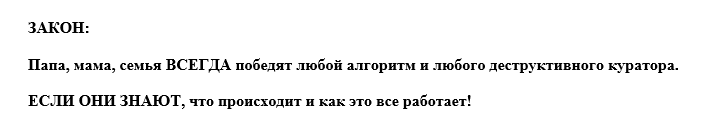 ЗАКОН:
Папа, мама, семья ВСЕГДА победят любой алгоритм и любого деструктивного куратора.
ЕСЛИ ОНИ ЗНАЮТ, что происходит и как это все работает!